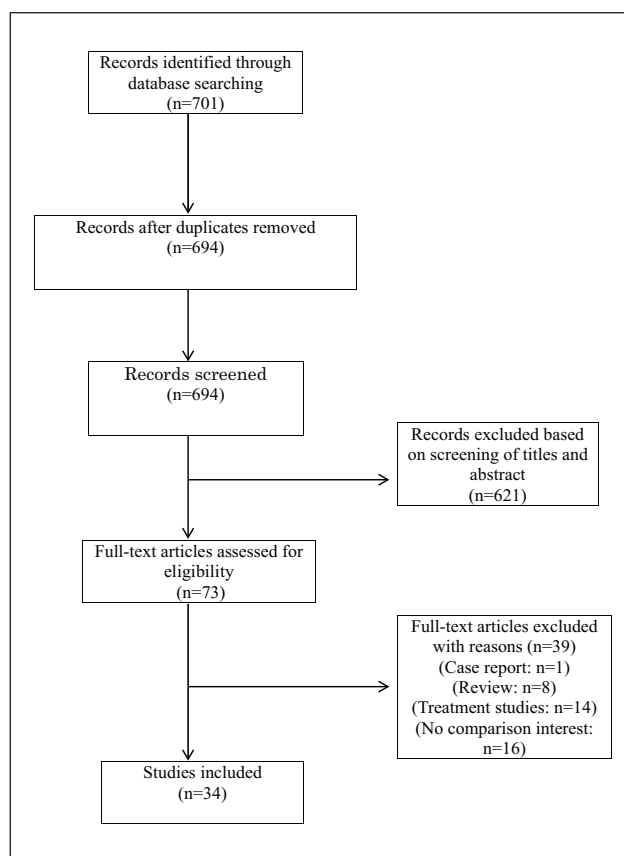 Records identified through
database searching
(n=701)
Records after duplicates removed
(n=694)
Records screened
(n=694)
Records excluded based
on screening of titles and
abstract
(n=621)
Full-text articles assessed for
eligibility
(n=73)
Full-text articles excluded
with reasons (n=39)
(Case report: n=1)
(Review: n=8)
(Treatment studies: n=14)
(No comparison interest:
n=16)
Studies included
(n=34)